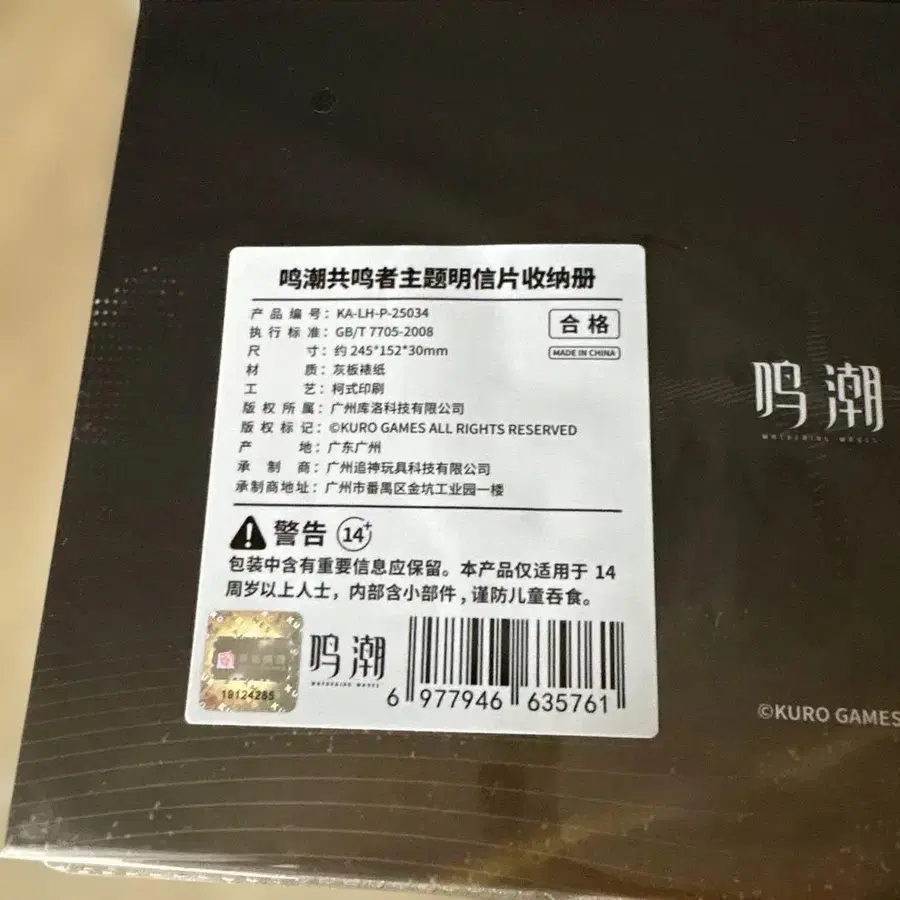 鸣潮共鸣者主题明信片收纳册
产品编号：KA-LH-P-25034
执行标准：GB/T 7705-2008
尺寸：约 245*152*30mm
材质：灰板裱纸
工艺：柯式印刷
版权所属：广州库洛科技有限公司
版权标记：©KURO GAMES ALL RIGHTS RESERVED
产地：广东广州
承制商：广州追神玩具科技有限公司
承制商地址：广州市番禺区金坑工业园一楼
合格
MADE IN CHINA
警告 14+
包装中含有重要信息应保留。本产品仅适用于 14
周岁以上人士，内部含小部件，谨防儿童吞食。
19124285
鸣潮
WUTHERING WAVES
6 977946 635761
鸣潮
WUTHERING WAVES
©KURO GAMES